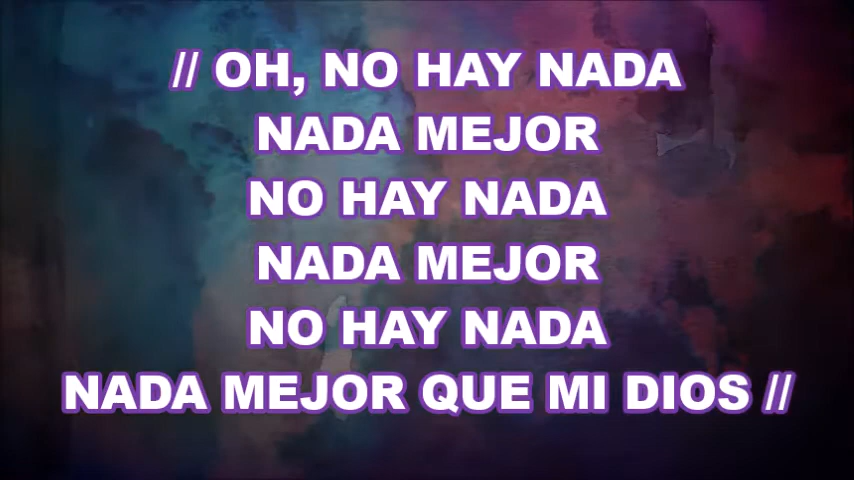 // OH, NO HAY NADA
NADA MEJOR
NO HAY NADA
NADA MEJOR
NO HAY NADA
NADA MEJOR QUE MI DIOS //